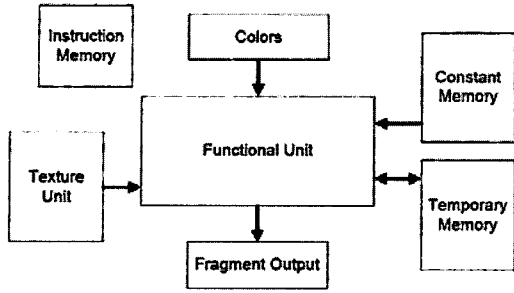 Instruction
Memory
Colors
Constant
Memory
Functional Unit
Texture
Unit
Temporary
Memory
Fragment Output